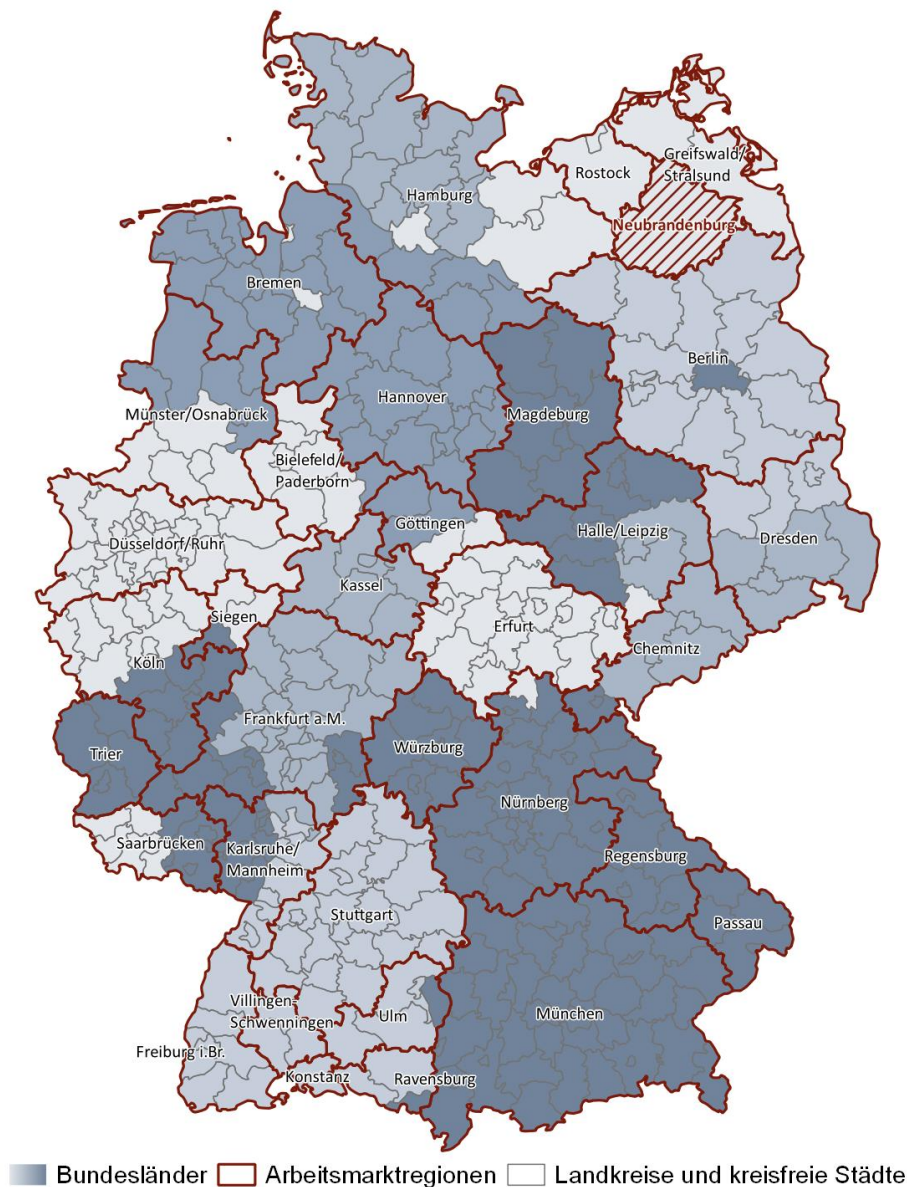 Greifswald/
Stralsund
Rostock
Hamburg
Neubrandenburg
Bremen
Berlin
Hannover
Münster/Osnabrück
Magdeburg
Bielefeld/
Paderborn
Göttingen
Halle/Leipzig
Düsseldorf/Ruhr
Dresden
Kassel
Siegen
Erfurt
Chemnitz
Köln
Frankfurt a.M.
Trier
Würzburg
Nürnberg
Saarbrücken
Karlsruhe/
Mannheim
Regensburg
Stuttgart
Passau
Villingen-
Schwenningen
Ulm
München
Freiburg i.Br.
Konstanz
Ravensburg
Bundesländer Arbeitsmarktregionen Landkreise und kreisfreie Städte